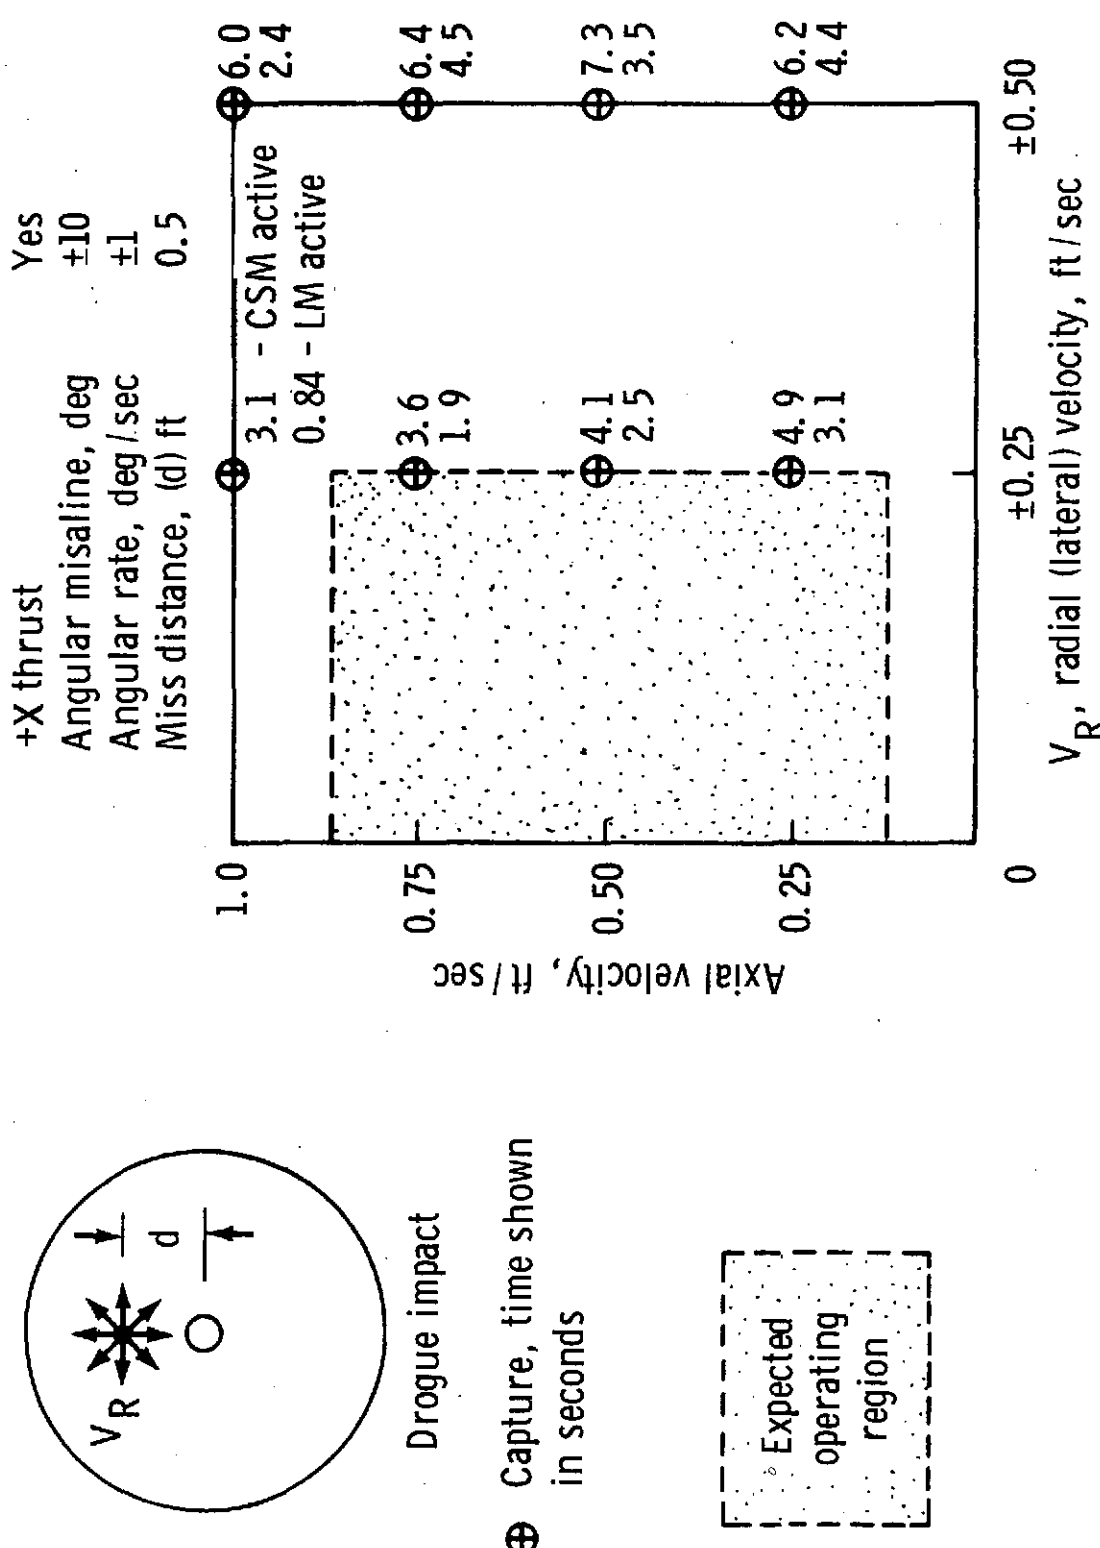 +X thrust Yes
Angular misaline, deg ±10
Angular rate, deg/sec ±1
Miss distance, (d) ft 0.5
6.0
2.4
6.4
4.5
7.3
3.5
6.2
4.4
3.1 - CSM active
0.84 - LM active
3.6
1.9
4.1
2.5
4.9
3.1
1.0
0.75
0.50
0.25
Axial velocity, ft/sec
0
±0.25
±0.50
VR, radial (lateral) velocity, ft/sec
VR
d
Drogue impact
Capture, time shown
in seconds
Expected
operating
region